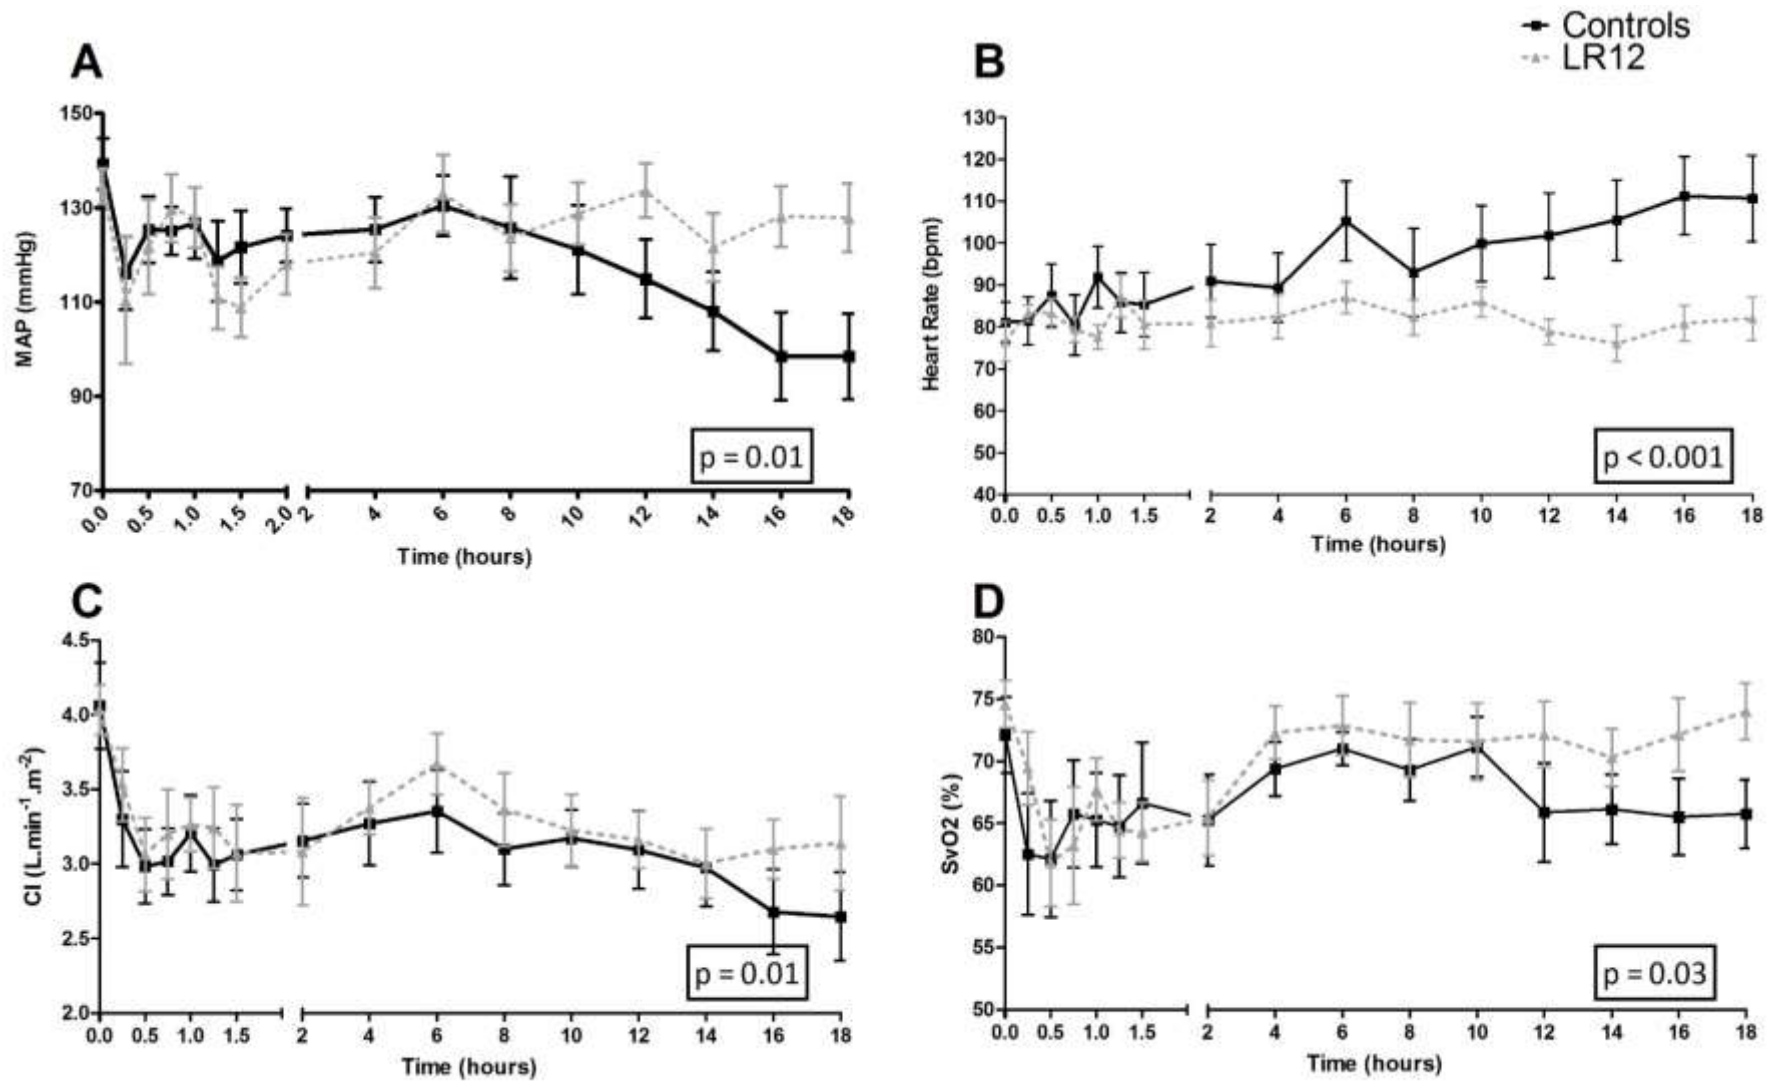 Controls
LR12
A
150
130
110
90
70
MAP (mmHg)
p = 0.01
0.0 0.5 1.0 1.5 2.0 2 4 6 8 10 12 14 16 18
Time (hours)
B
130
120
110
100
90
80
70
60
50
40
Heart Rate (bpm)
p < 0.001
0.0 0.5 1.0 1.5 2 4 6 8 10 12 14 16 18
Time (hours)
C
4.5
4.0
3.5
3.0
2.5
2.0
CI (L.min-1.m-2)
p = 0.01
0.0 0.5 1.0 1.5 2 4 6 8 10 12 14 16 18
Time (hours)
D
80
75
70
65
60
55
50
SvO2 (%)
p = 0.03
0.0 0.5 1.0 1.5 2 4 6 8 10 12 14 16 18
Time (hours)